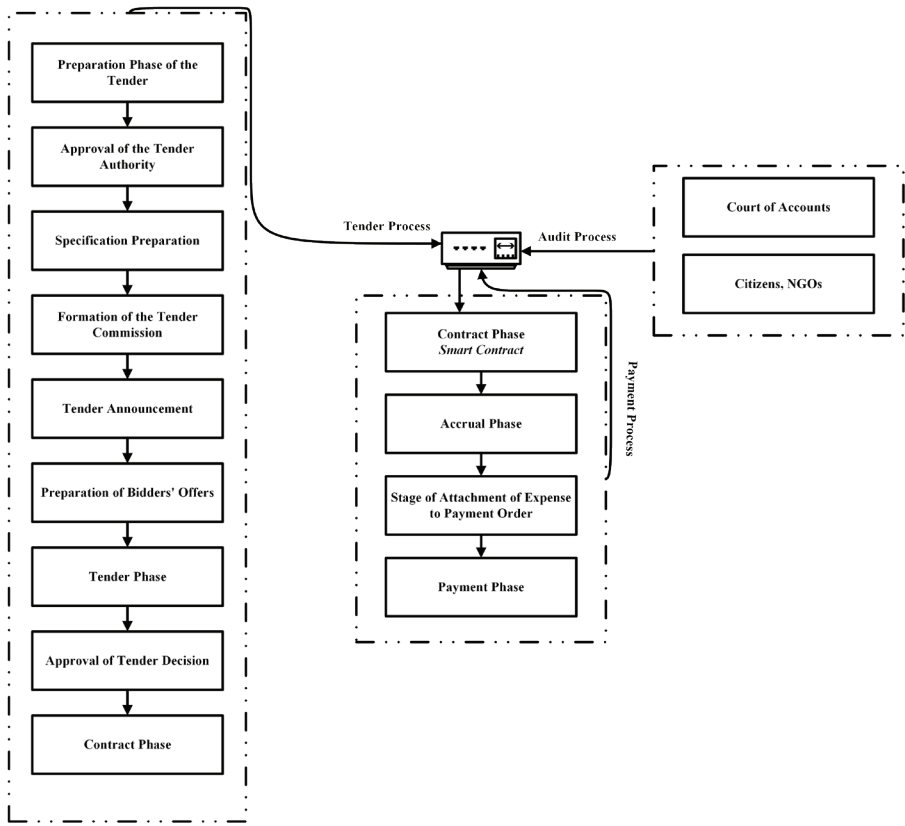 Preparation Phase of the
Tender
Approval of the Tender
Authority
Specification Preparation
Formation of the Tender
Commission
Tender Announcement
Preparation of Bidders' Offers
Tender Phase
Approval of Tender Decision
Contract Phase
Tender Process
Audit Process
Court of Accounts
Citizens, NGOs
Contract Phase
Smart Contract
Accrual Phase
Stage of Attachment of Expense
to Payment Order
Payment Phase
Payment Process